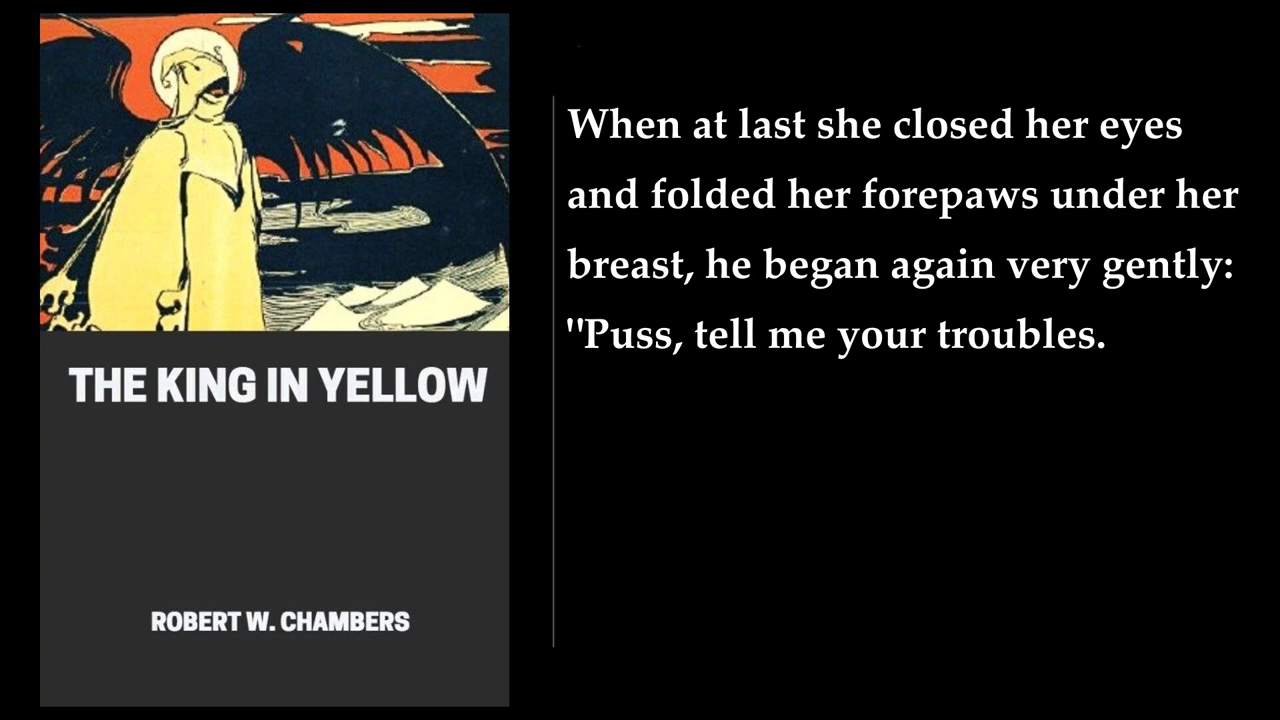 THE KING IN YELLOW
ROBERT W. CHAMBERS
When at last she closed her eyes
and folded her forepaws under her
breast, he began again very gently:
"Puss, tell me your troubles.